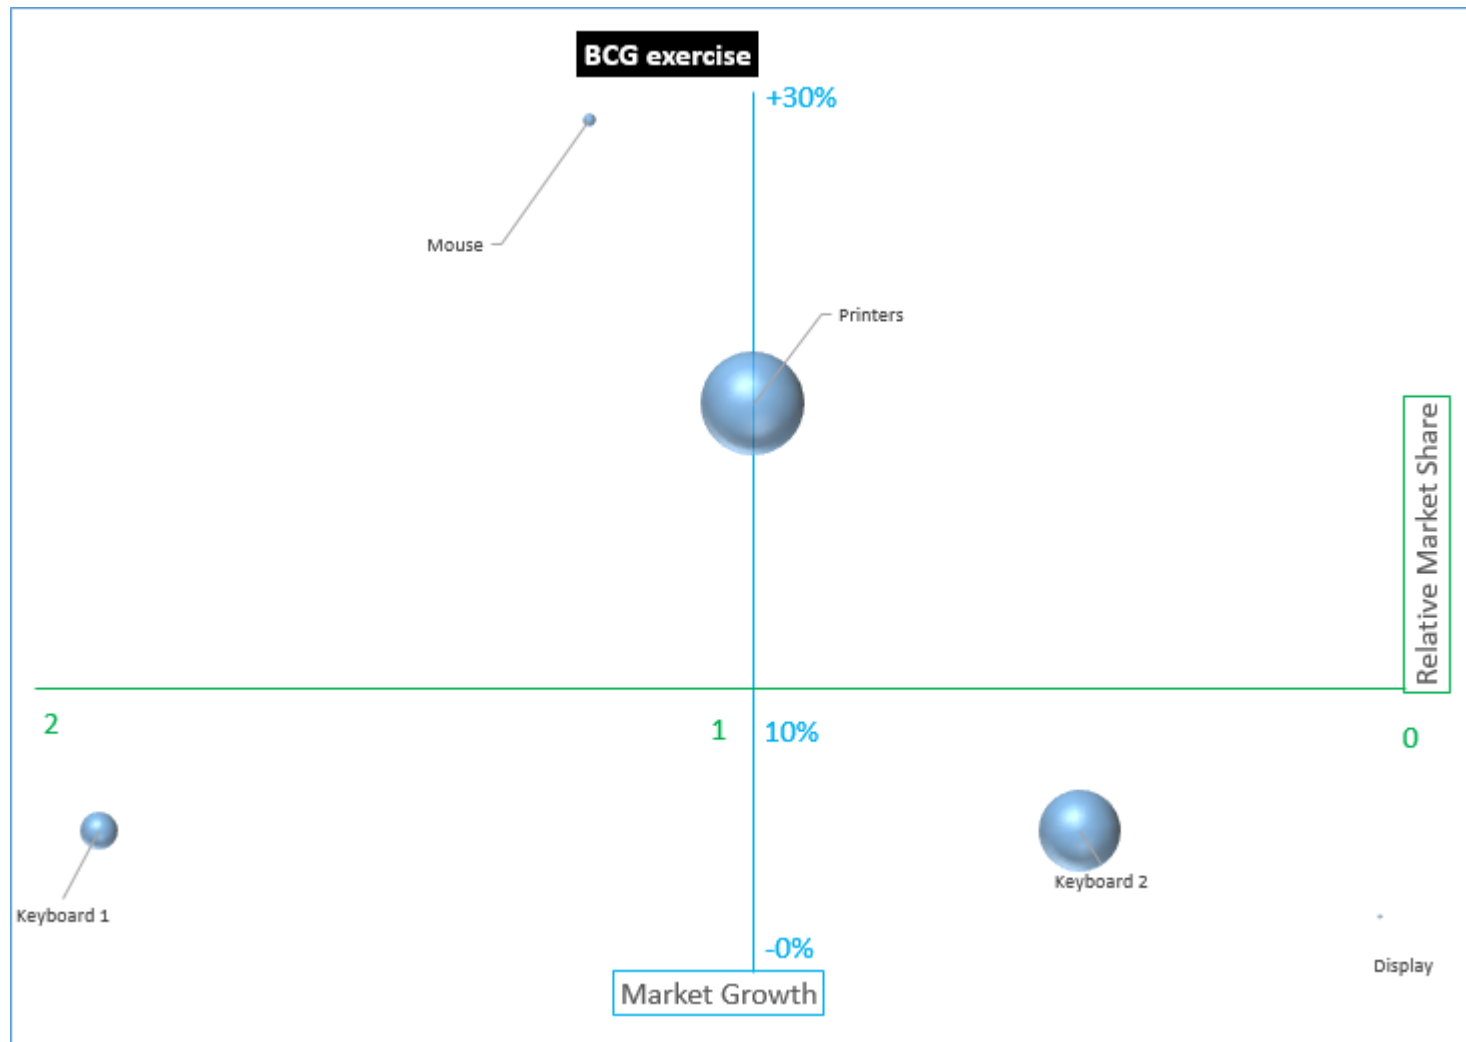 BCG exercise
+30%
Mouse
Printers
Relative Market Share
2
1
10%
0
Keyboard 1
Keyboard 2
-0%
Display
Market Growth